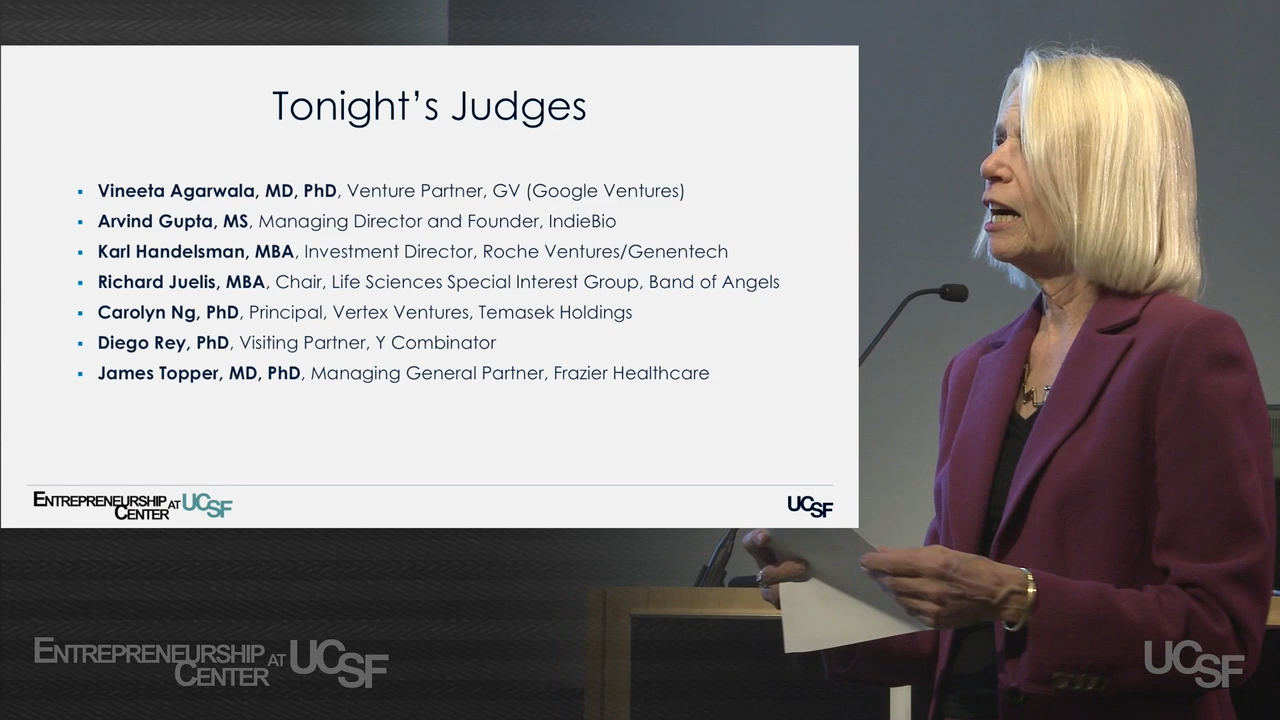 Tonight's Judges
▪ Vineeta Agarwala, MD, PhD, Venture Partner, GV (Google Ventures)
▪ Arvind Gupta, MS, Managing Director and Founder, IndieBio
▪ Karl Handelsman, MBA, Investment Director, Roche Ventures/Genentech
▪ Richard Juelis, MBA, Chair, Life Sciences Special Interest Group, Band of Angels
▪ Carolyn Ng, PhD, Principal, Vertex Ventures, Temasek Holdings
▪ Diego Rey, PhD, Visiting Partner, Y Combinator
▪ James Topper, MD, PhD, Managing General Partner, Frazier Healthcare
ENTREPRENEURSHIP AT UCSF
CENTER
UCSF
ENTREPRENEURSHIP AT UCSF
CENTER
UCSF